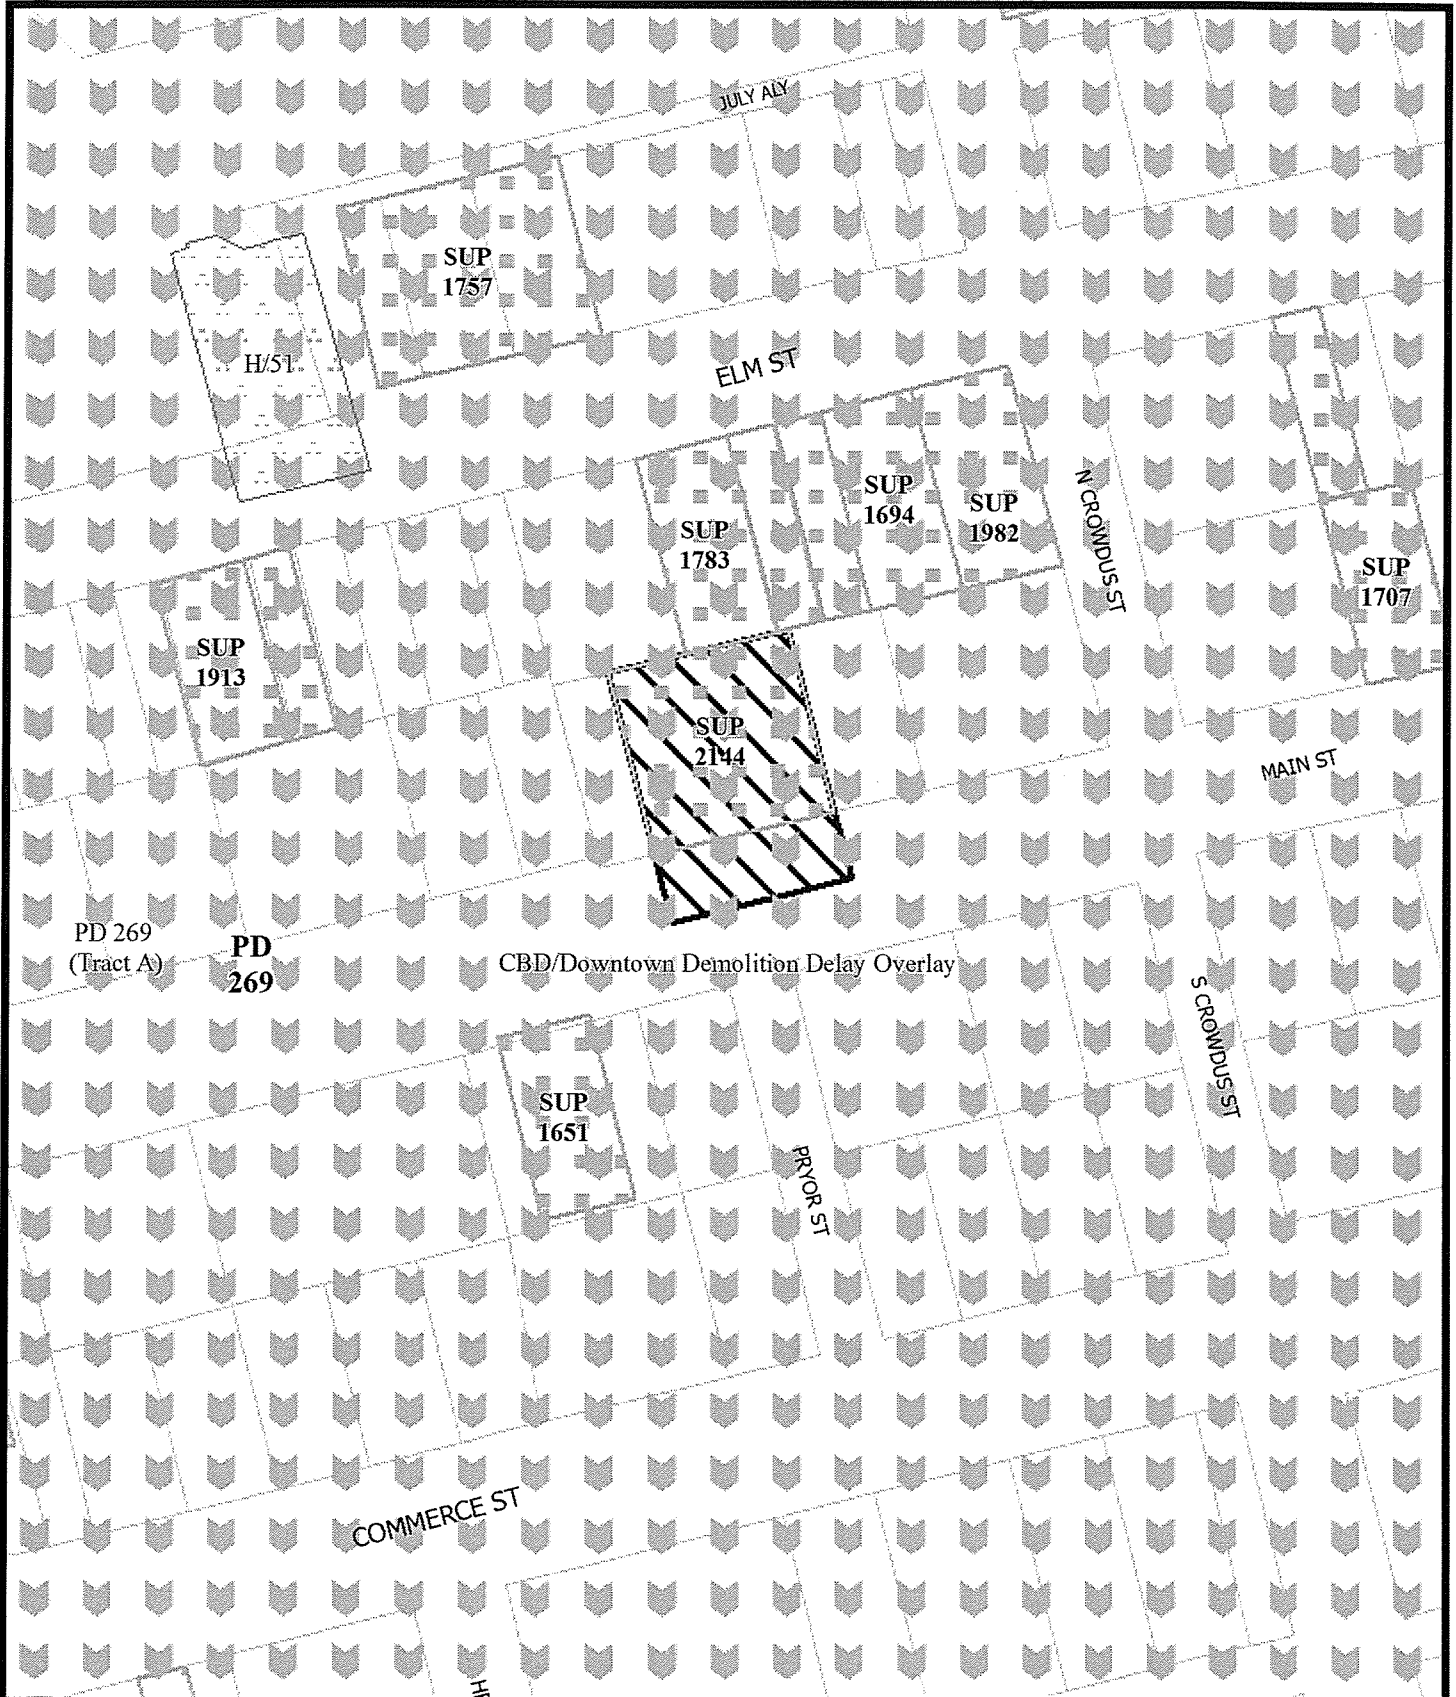 JULY ALY
SUP
1757
H/51
ELM ST
SUP
1694
SUP
1982
SUP
1783
N CROWDUS ST
SUP
1707
SUP
1913
SUP
2144
MAIN ST
PD 269
(Tract A)
PD
269
CBD/Downtown Demolition Delay Overlay
S CROWDUS ST
SUP
1651
PRYOR ST
COMMERCE ST